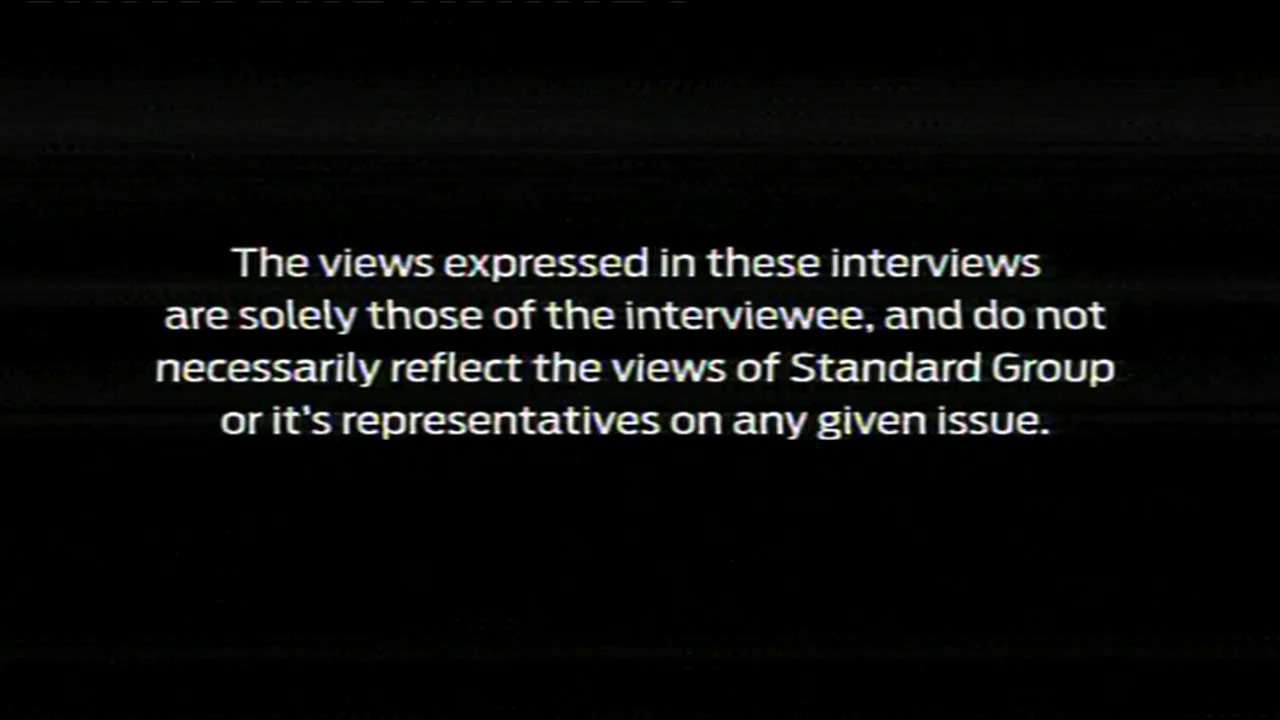 The views expressed in these interviews
are solely those of the interviewee, and do not
necessarily reflect the views of Standard Group
or it's representatives on any given issue.